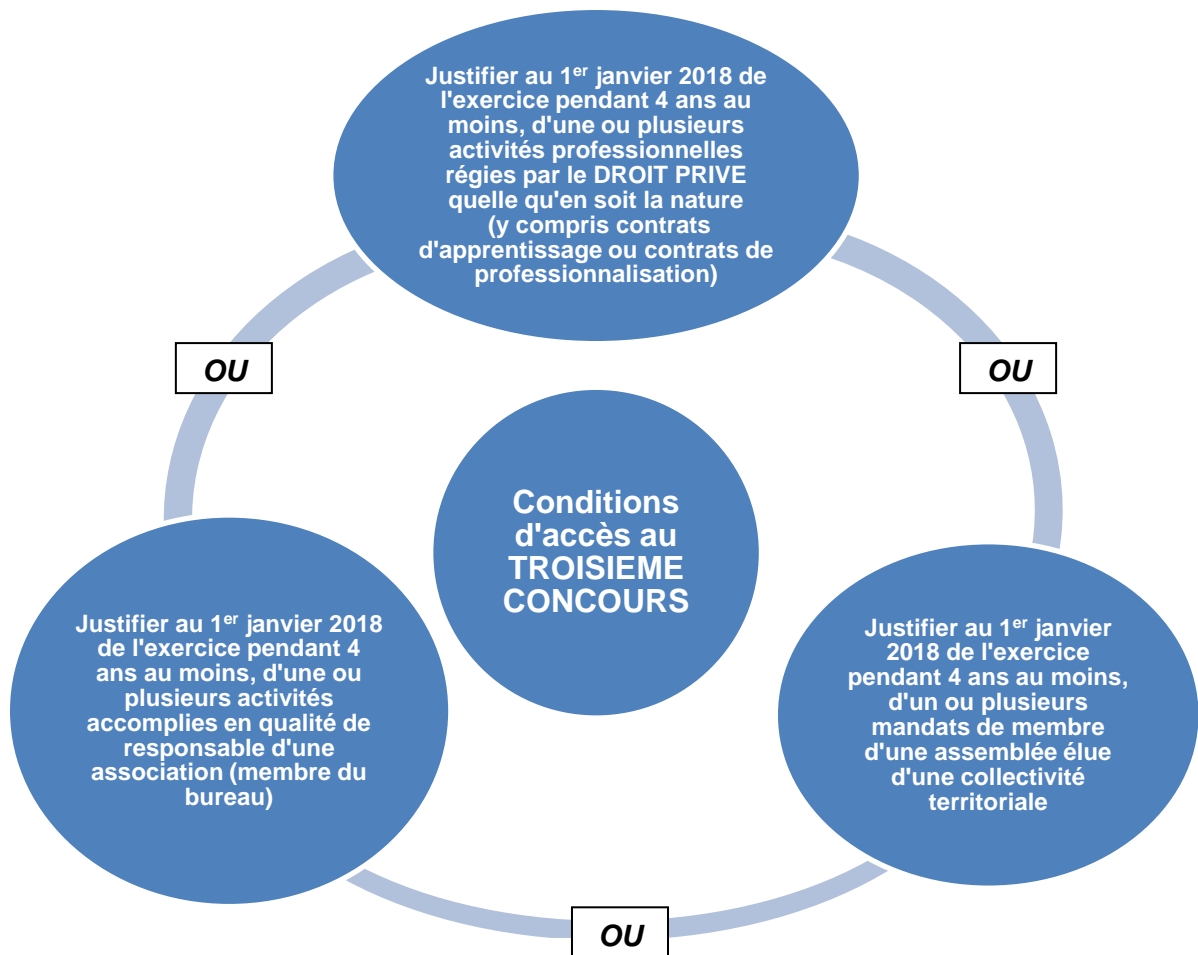 Justifier au 1er janvier 2018 de
l'exercice pendant 4 ans au
moins, d'une ou plusieurs
activités professionnelles
régies par le DROIT PRIVE
quelle qu'en soit la nature
(y compris contrats
d'apprentissage ou contrats de
professionnalisation)
OU
OU
Conditions
d'accès au
TROISIEME
CONCOURS
Justifier au 1er janvier 2018
de l'exercice pendant 4
ans au moins, d'une ou
plusieurs activités
accomplies en qualité de
responsable d'une
association (membre du
bureau)
Justifier au 1er janvier
2018 de l'exercice
pendant 4 ans au moins,
d'un ou plusieurs
mandats de membre
d'une assemblée élue
d'une collectivité
territoriale
OU